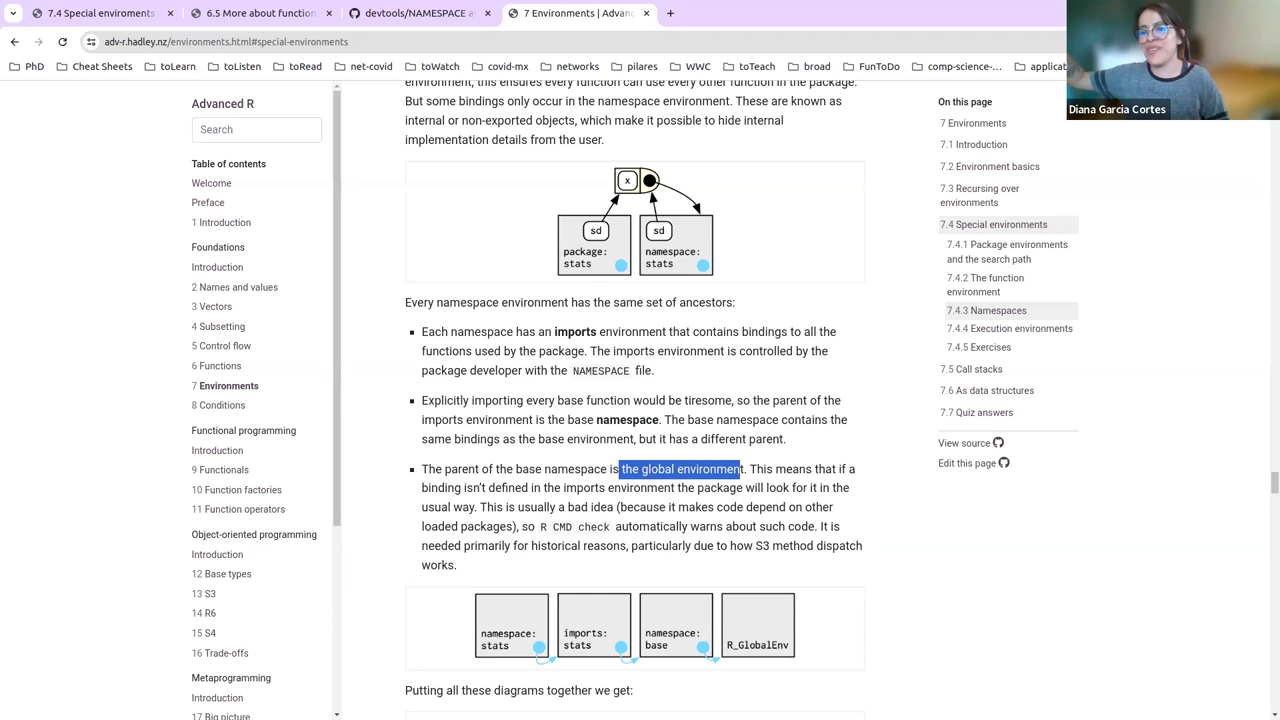 7.4 Special environments
6.5 More about function
devtools/NAMESPACE a
7 Environments | Advanc
adv-r.hadley.nz/environments.html#special-environments
PhD
Cheat Sheets
toLearn
toListen
toRead
net-covid
toWatch
covid-mx
networks
pilares
WWC
toTeach
broad
FunToDo
comp-science-...
applicat
Diana Garcia Cortes
Advanced R
Search
Table of contents
Welcome
Preface
1 Introduction
Foundations
Introduction
2 Names and values
3 Vectors
4 Subsetting
5 Control flow
6 Functions
7 Environments
8 Conditions
Functional programming
Introduction
9 Functionals
10 Function factories
11 Function operators
Object-oriented programming
Introduction
12 Base types
13 S3
14 R6
15 S4
16 Trade-offs
Metaprogramming
Introduction
17 Big picture
environment, this ensures every function can use every other function in the package.
But some bindings only occur in the namespace environment. These are known as
internal or non-exported objects, which make it possible to hide internal
implementation details from the user.
x
sd
sd
package:
stats
namespace:
stats
Every namespace environment has the same set of ancestors:
Each namespace has an imports environment that contains bindings to all the
functions used by the package. The imports environment is controlled by the
package developer with the NAMESPACE file.
Explicitly importing every base function would be tiresome, so the parent of the
imports environment is the base namespace. The base namespace contains the
same bindings as the base environment, but it has a different parent.
The parent of the base namespace is the global environment. This means that if a
binding isn't defined in the imports environment the package will look for it in the
usual way. This is usually a bad idea (because it makes code depend on other
loaded packages), so R CMD check automatically warns about such code. It is
needed primarily for historical reasons, particularly due to how S3 method dispatch
works.
namespace:
stats
imports:
stats
namespace:
base
R_GlobalEnv
Putting all these diagrams together we get:
On this page
7 Environments
7.1 Introduction
7.2 Environment basics
7.3 Recursing over
environments
7.4 Special environments
7.4.1 Package environments
and the search path
7.4.2 The function
environment
7.4.3 Namespaces
7.4.4 Execution environments
7.4.5 Exercises
7.5 Call stacks
7.6 As data structures
7.7 Quiz answers
View source
Edit this page